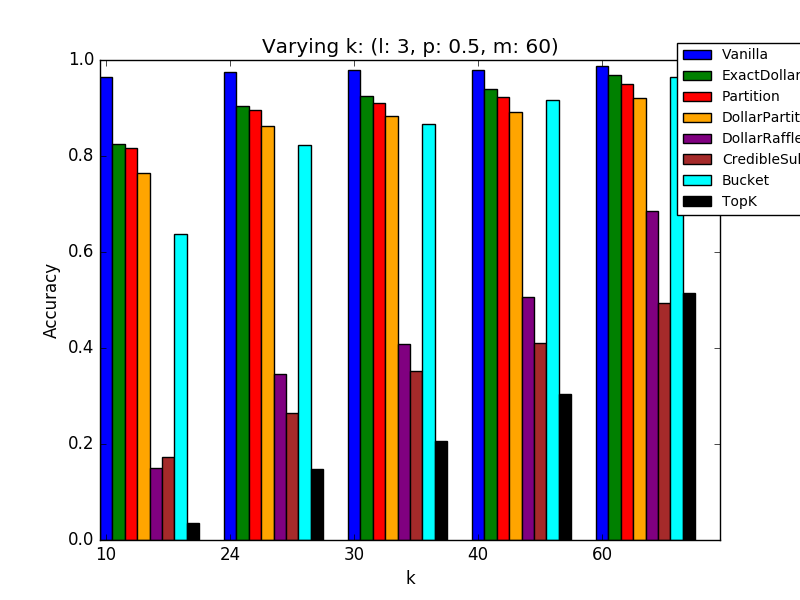 Varying k: (l: 3, p: 0.5, m: 60)
1.0
0.8
0.6
0.4
0.2
0.0
Accuracy
10 24 30 40 60
k
Vanilla
ExactDollar
Partition
DollarPartit
DollarRaffle
CredibleSu
Bucket
TopK